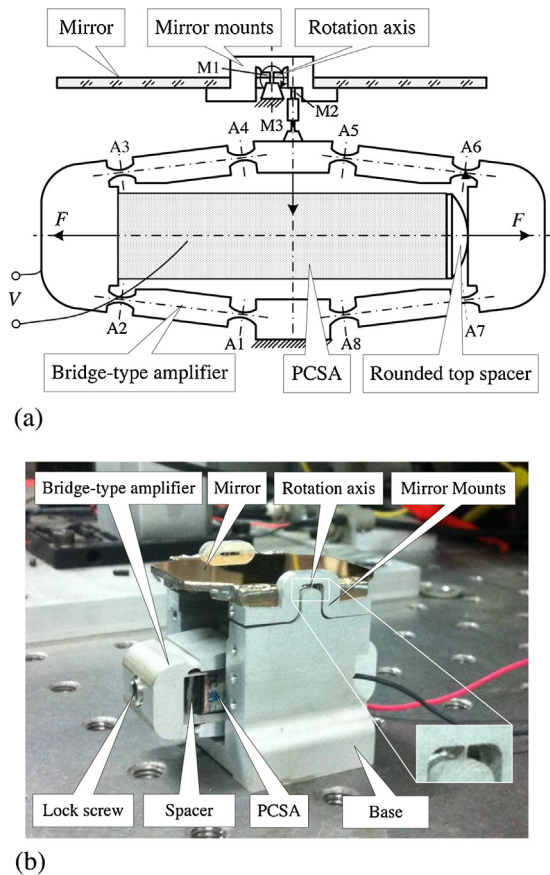 Mirror
Mirror mounts
Rotation axis
M1
M2
M3
A3
A4
A5
A6
F
F
V
A2
A1
A8
A7
Bridge-type amplifier
PCSA
Rounded top spacer
(a)
Bridge-type amplifier
Mirror
Rotation axis
Mirror Mounts
Lock screw
Spacer
PCSA
Base
(b)